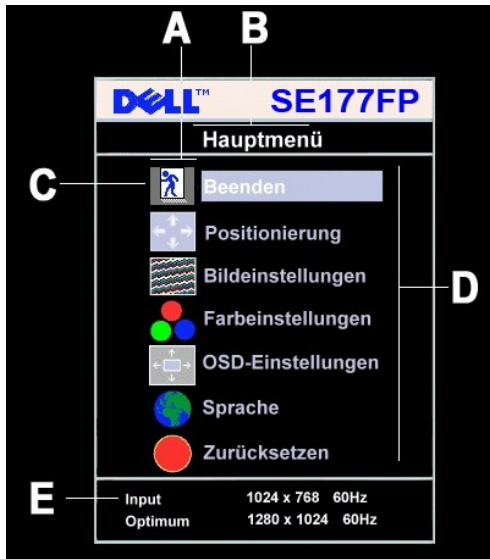 A
B
DELL™ SE177FP
Hauptmenü
C
Beenden
Positionierung
Bildeinstellungen
D
Farbeinstellungen
OSD-Einstellungen
Sprache
Zurücksetzen
E
Input 1024 x 768 60Hz
Optimum 1280 x 1024 60Hz